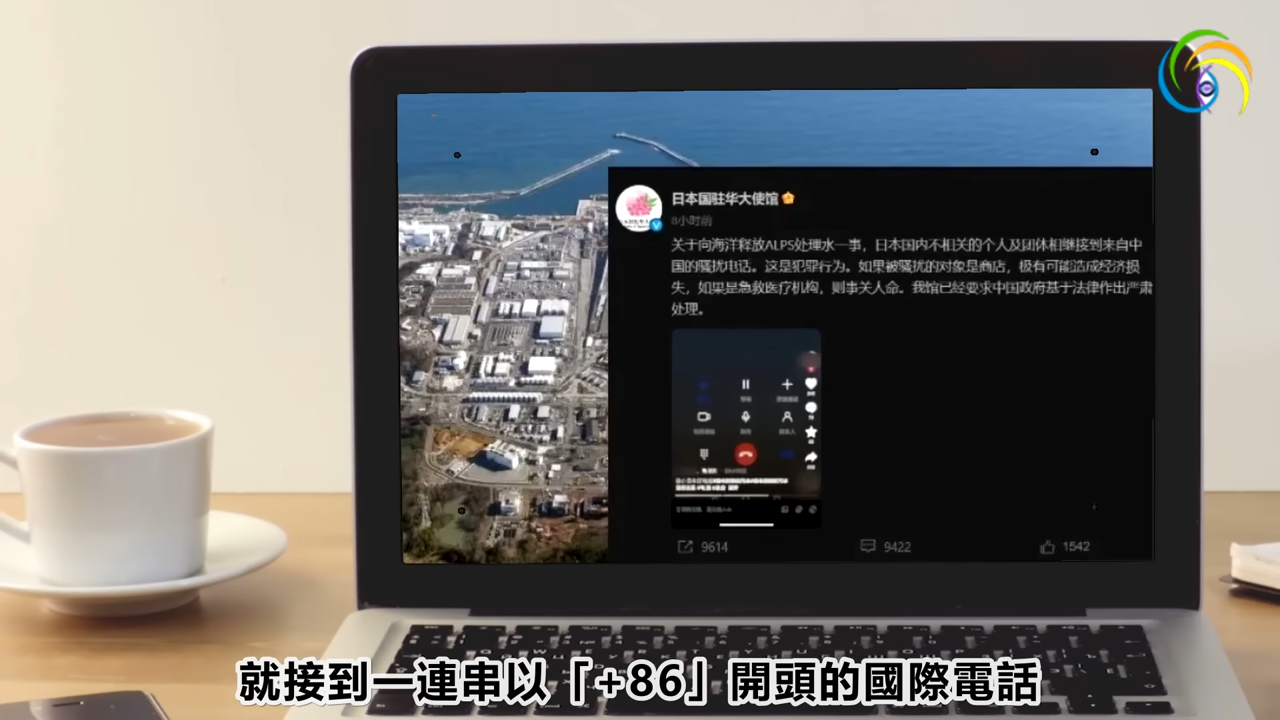 日本国驻华大使馆
8小时前
关于向海洋释放ALPS处理水一事，日本国内不相关的个人及团体相继接到来自中
国的骚扰电话。这是犯罪行为。如果被骚扰的对象是商店，极有可能造成经济损
失，如果是急救医疗机构，则事关人命。我馆已经要求中国政府基于法律作出严肃
处理。
9614
9422
1542
就接到一連串以「+86」開頭的國際電話